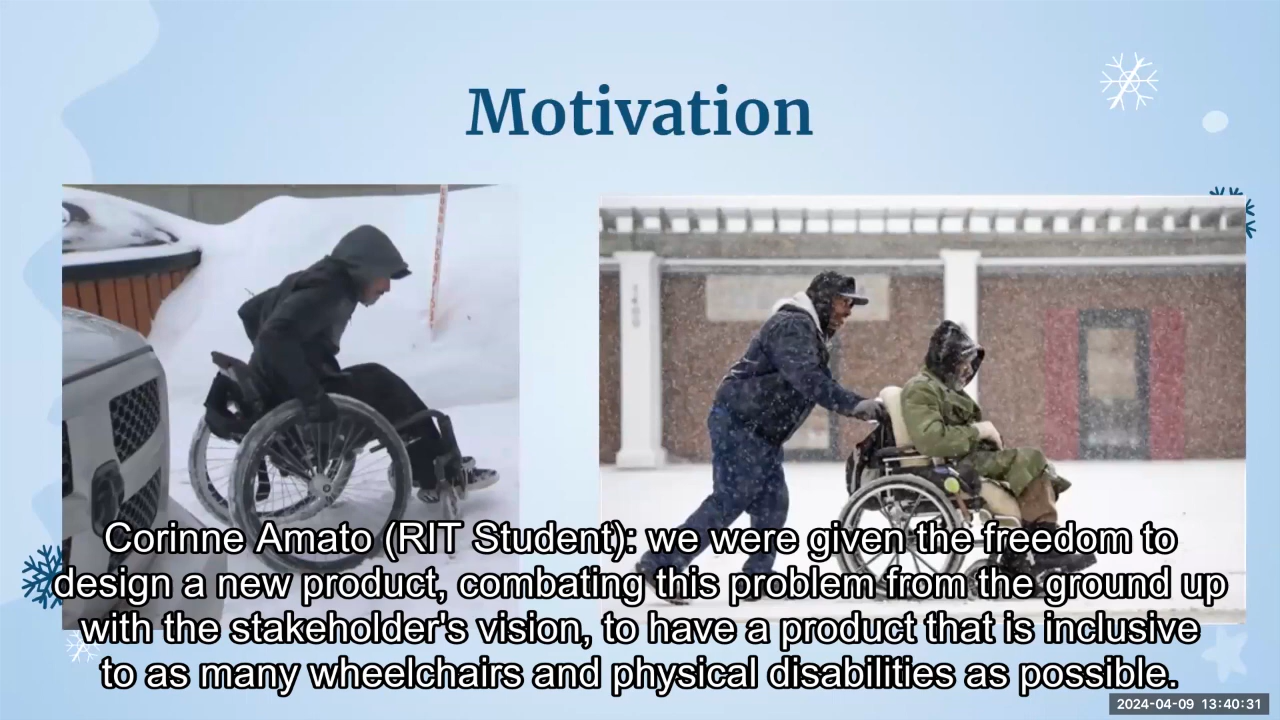 Motivation
Corinne Amato (RIT Student): we were given the freedom to
design a new product, combating this problem from the ground up
with the stakeholder's vision, to have a product that is inclusive
to as many wheelchairs and physical disabilities as possible.
2024-04-09 13:40:31